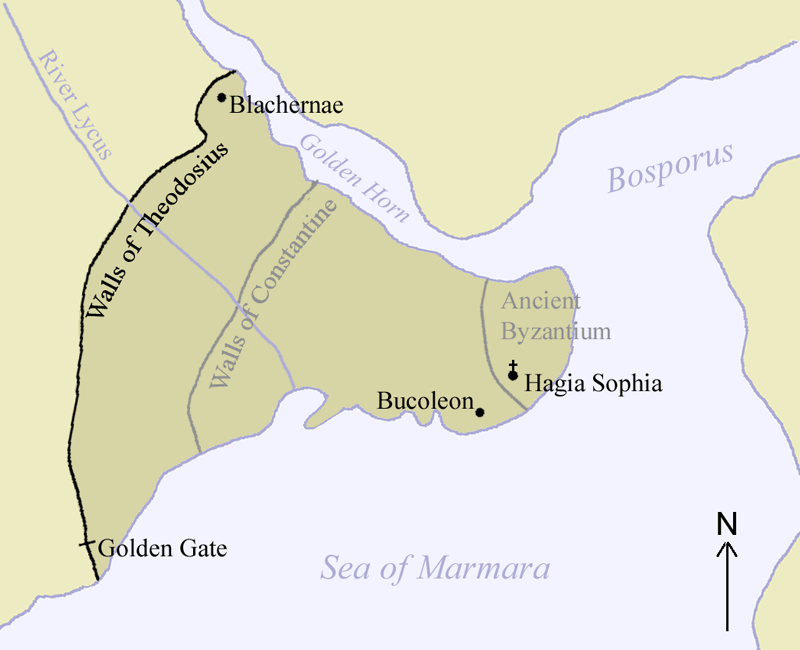 River Lycus
Blachernae
Golden Horn
Bosporus
Walls of Theodosius
Walls of Constantine
Ancient
Byzantium
Hagia Sophia
Bucoleon
Golden Gate
Sea of Marmara
N